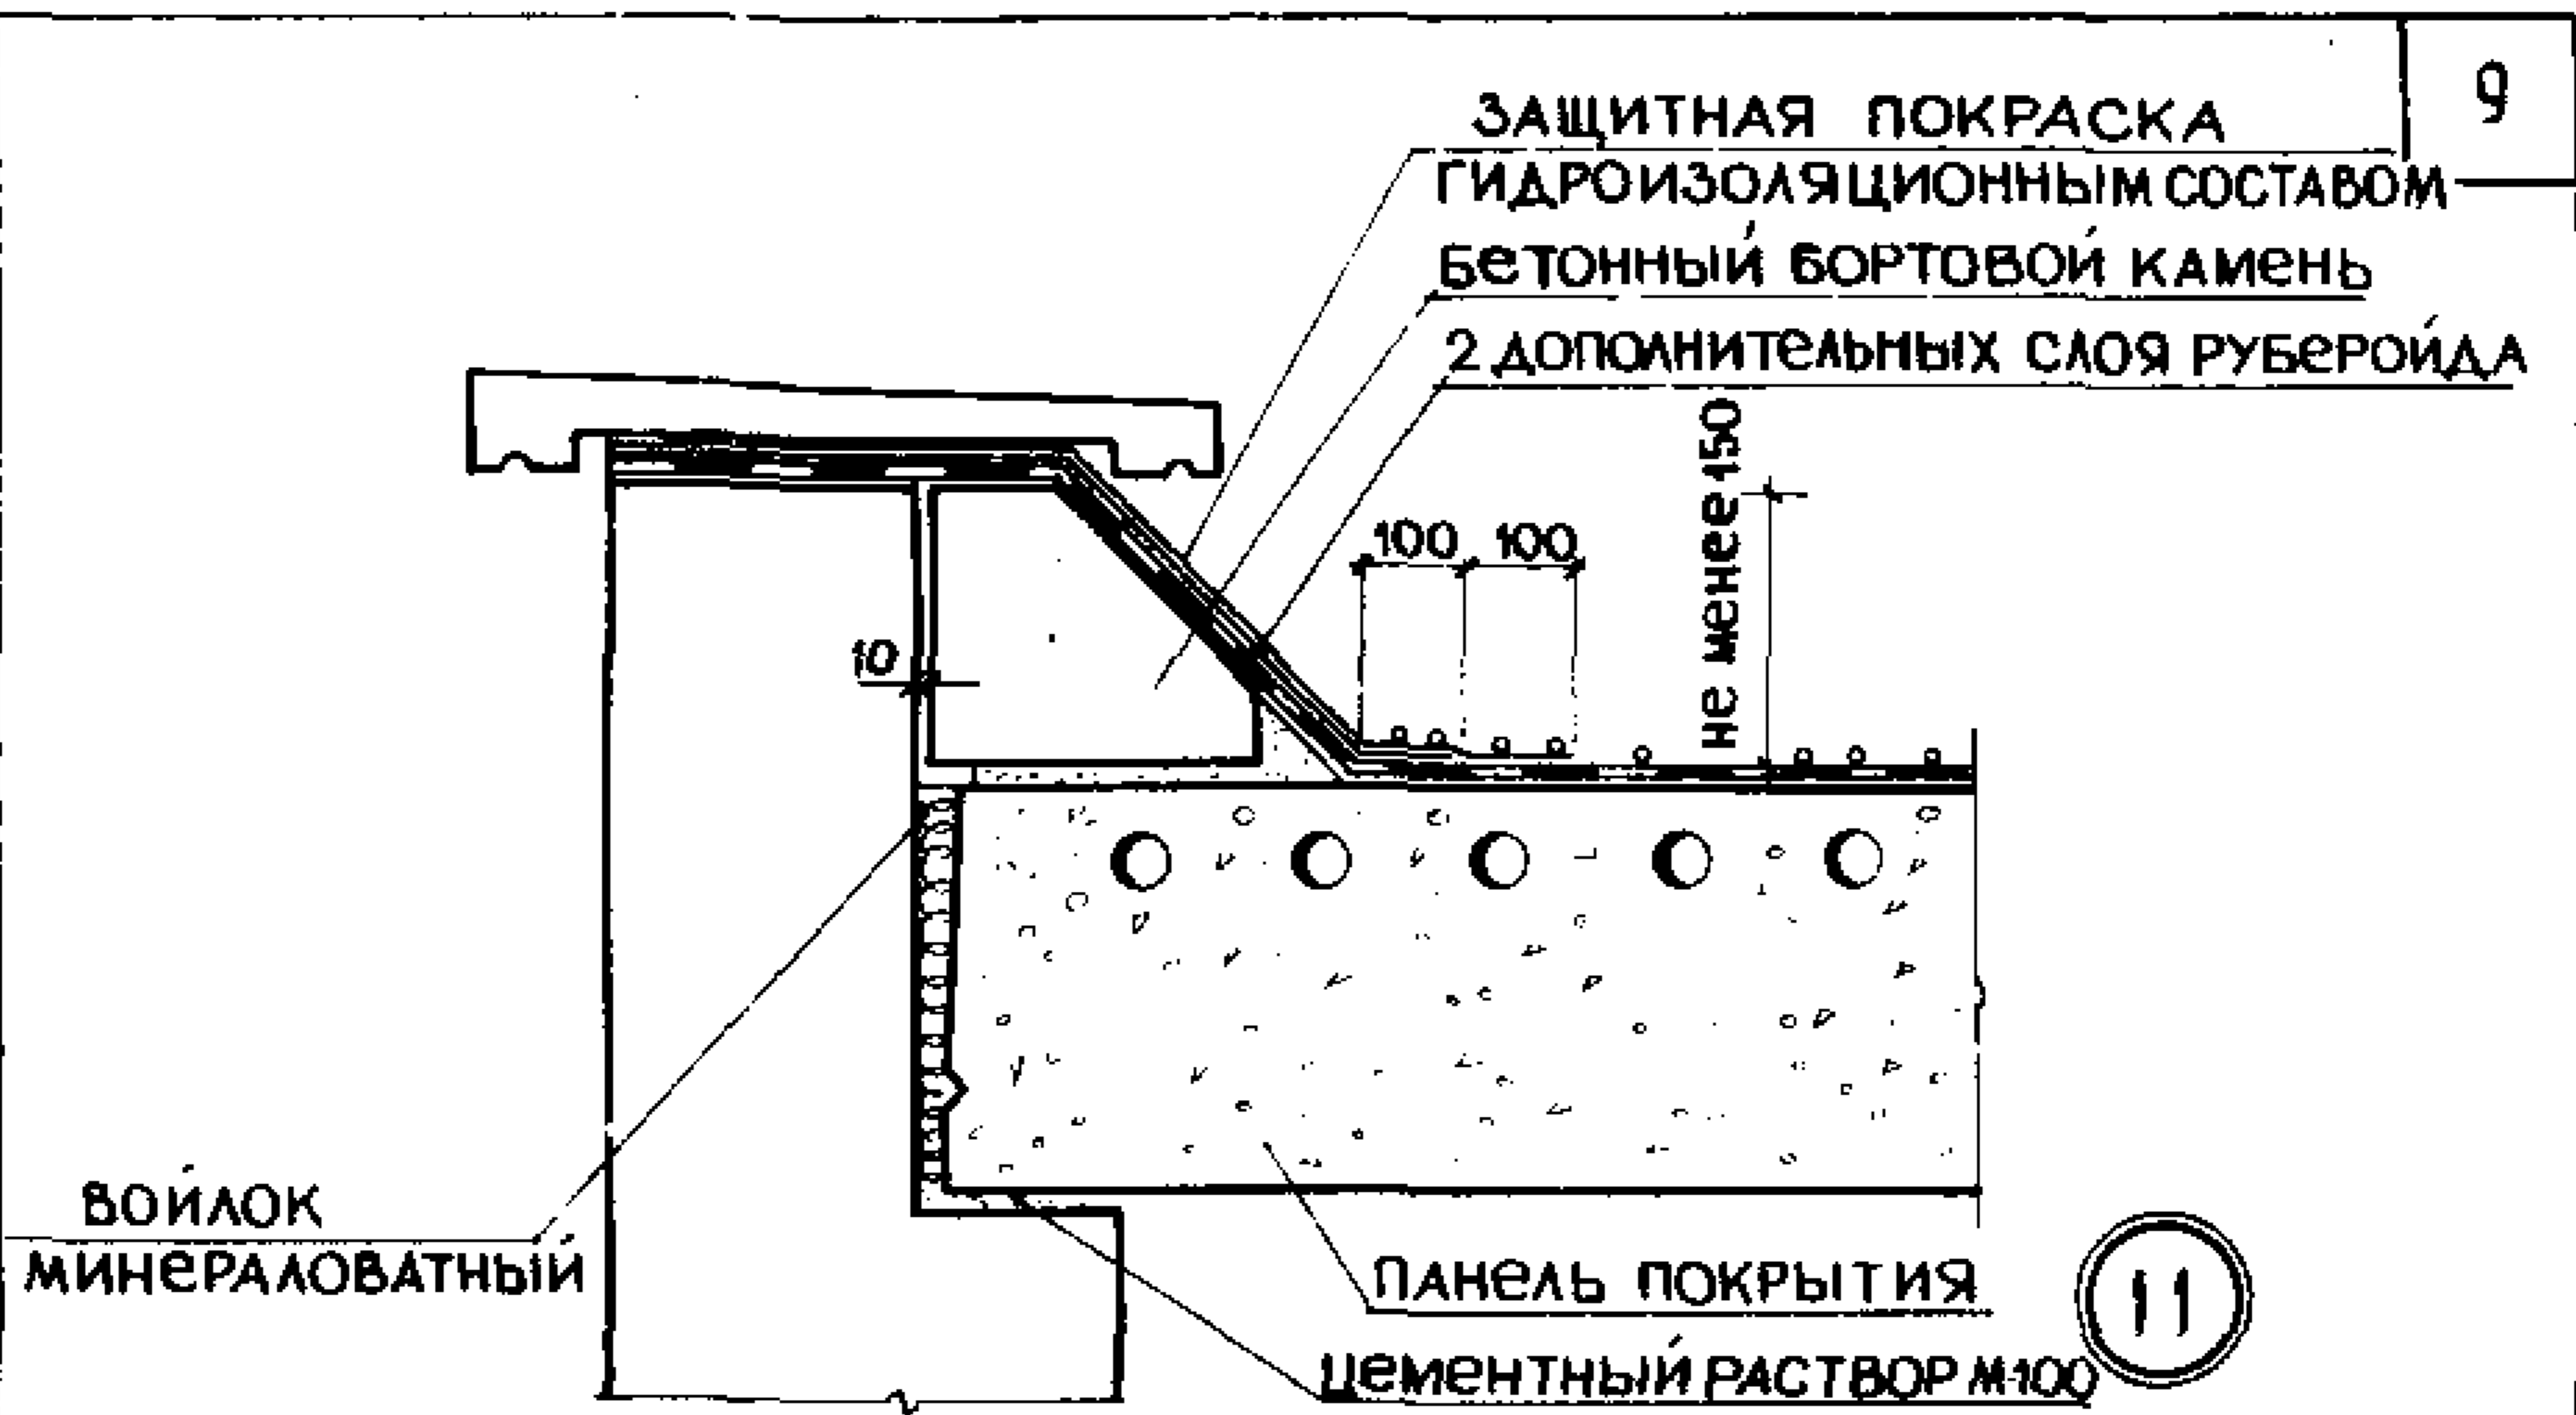 9
ЗАЩИТНАЯ ПОКРАСКА
ГИДРОИЗОЛЯЦИОННЫМ СОСТАВОМ
БЕТОННЫЙ БОРТОВОЙ КАМЕНЬ
2 ДОПОЛНИТЕЛЬНЫХ СЛОЯ РУБЕРОЙДА
НЕ МЕНЕЕ 150
100 100
10
ВОЙЛОК
МИНЕРАЛОВАТНЫЙ
ПАНЕЛЬ ПОКРЫТИЯ
11
ЦЕМЕНТНЫЙ РАСТВОР М-100